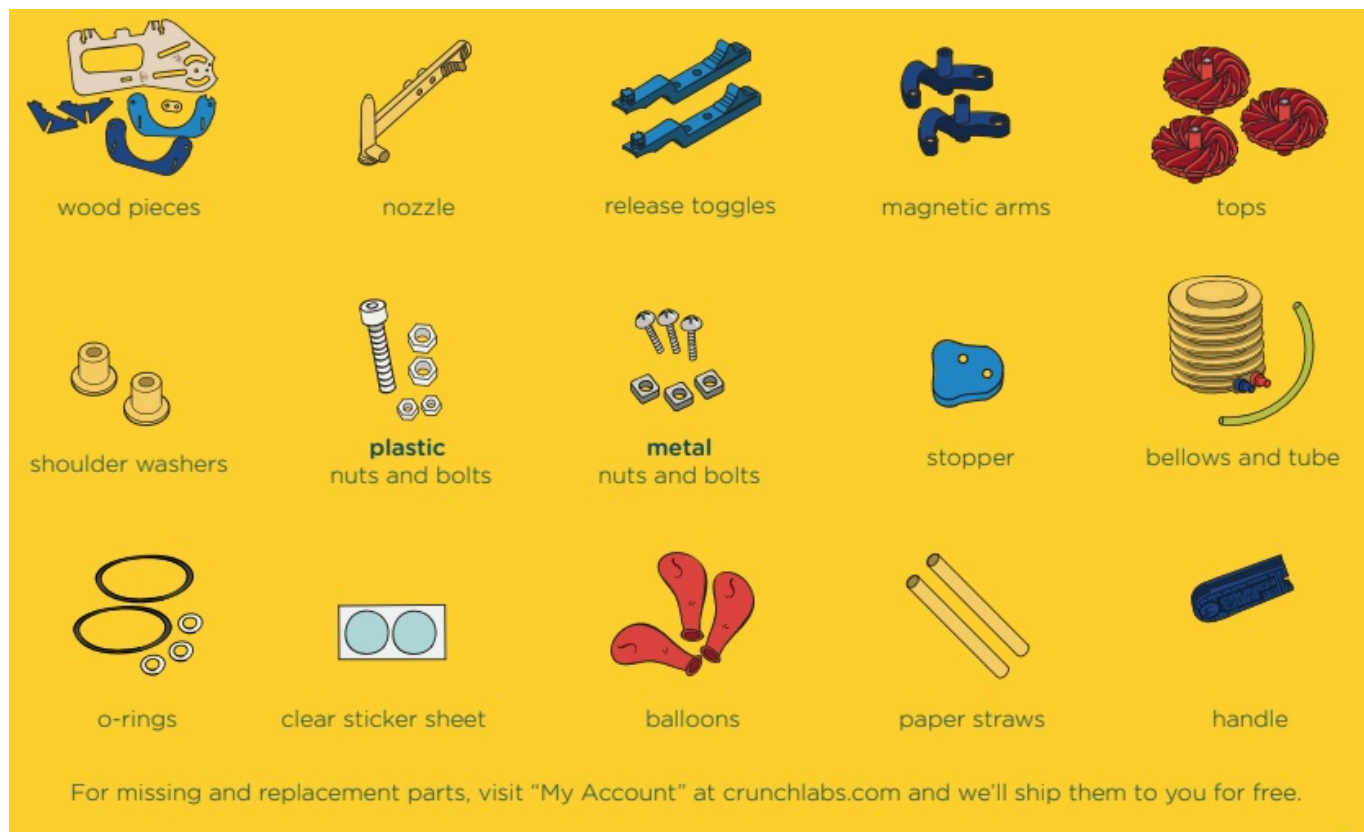 wood pieces
nozzle
release toggles
magnetic arms
tops
shoulder washers
plastic
nuts and bolts
metal
nuts and bolts
stopper
bellows and tube
o-rings
clear sticker sheet
balloons
paper straws
handle
For missing and replacement parts, visit “My Account” at crunchlabs.com and we’ll ship them to you for free.